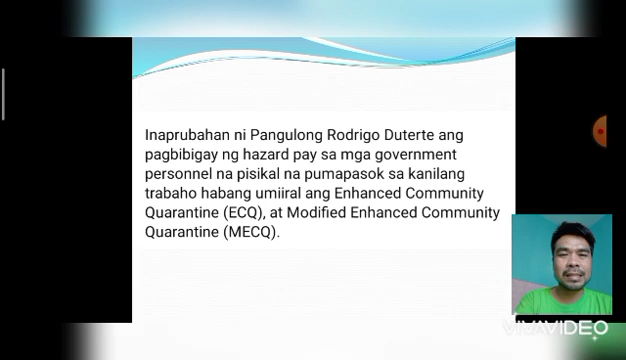 Inaprubahan ni Pangulong Rodrigo Duterte ang
pagbibigay ng hazard pay sa mga government
personnel na pisikal na pumapasok sa kanilang
trabaho habang umiiral ang Enhanced Community
Quarantine (ECQ), at Modified Enhanced Community
Quarantine (MECQ).
VIVAVIDEO